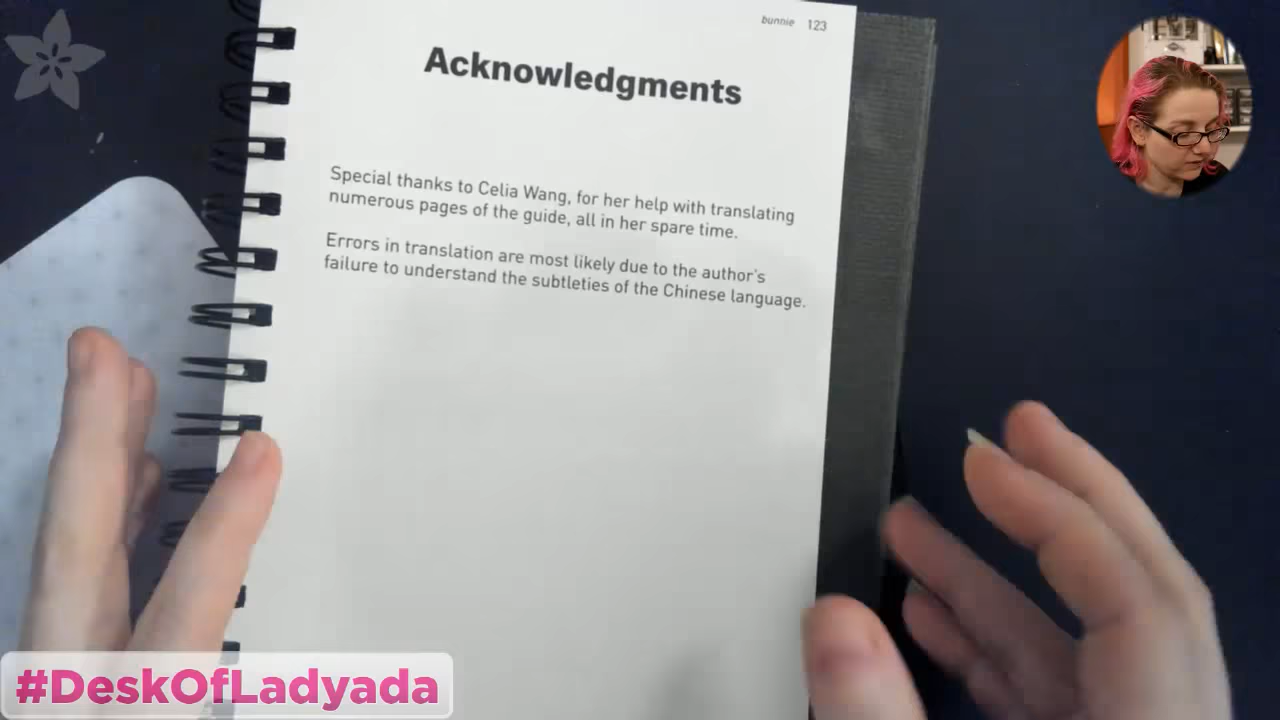 bunnie 123
Acknowledgments
Special thanks to Celia Wang, for her help with translating
numerous pages of the guide, all in her spare time.
Errors in translation are most likely due to the author's
failure to understand the subtleties of the Chinese language.
#DeskOfLadyada